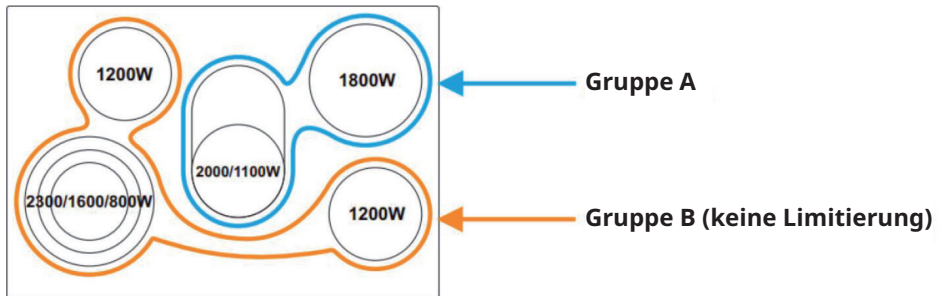 1200W
1800W
Gruppe A
2000/1100W
2300/1600/800W
1200W
Gruppe B (keine Limitierung)